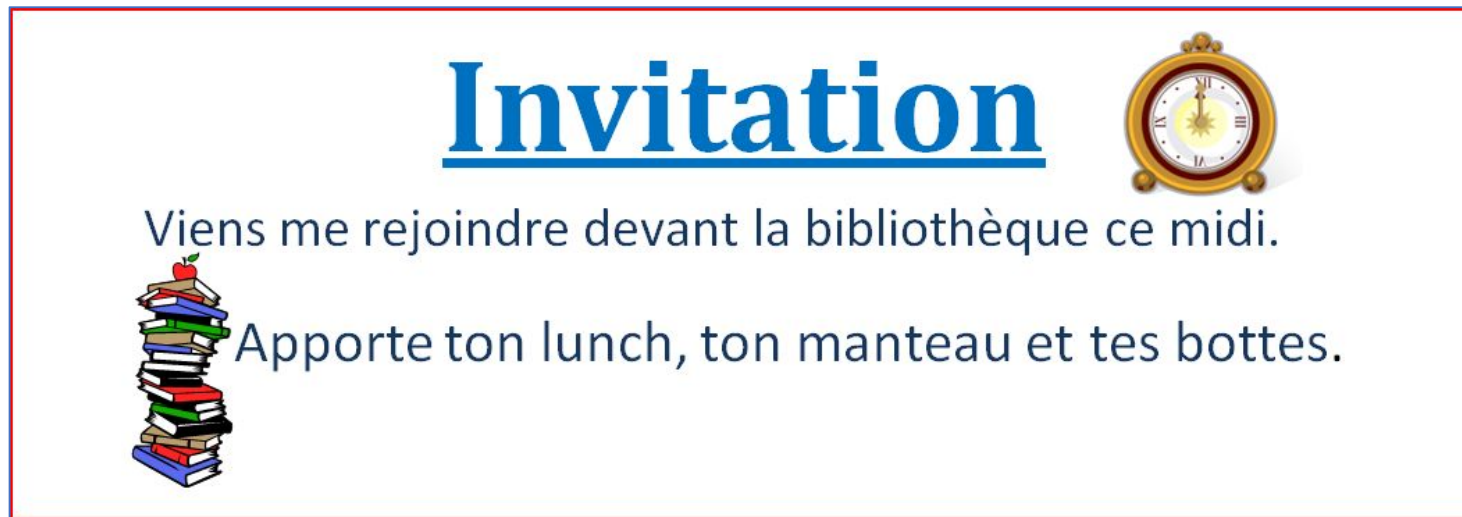 Invitation
Viens me rejoindre devant la bibliothèque ce midi.
Apporte ton lunch, ton manteau et tes bottes.